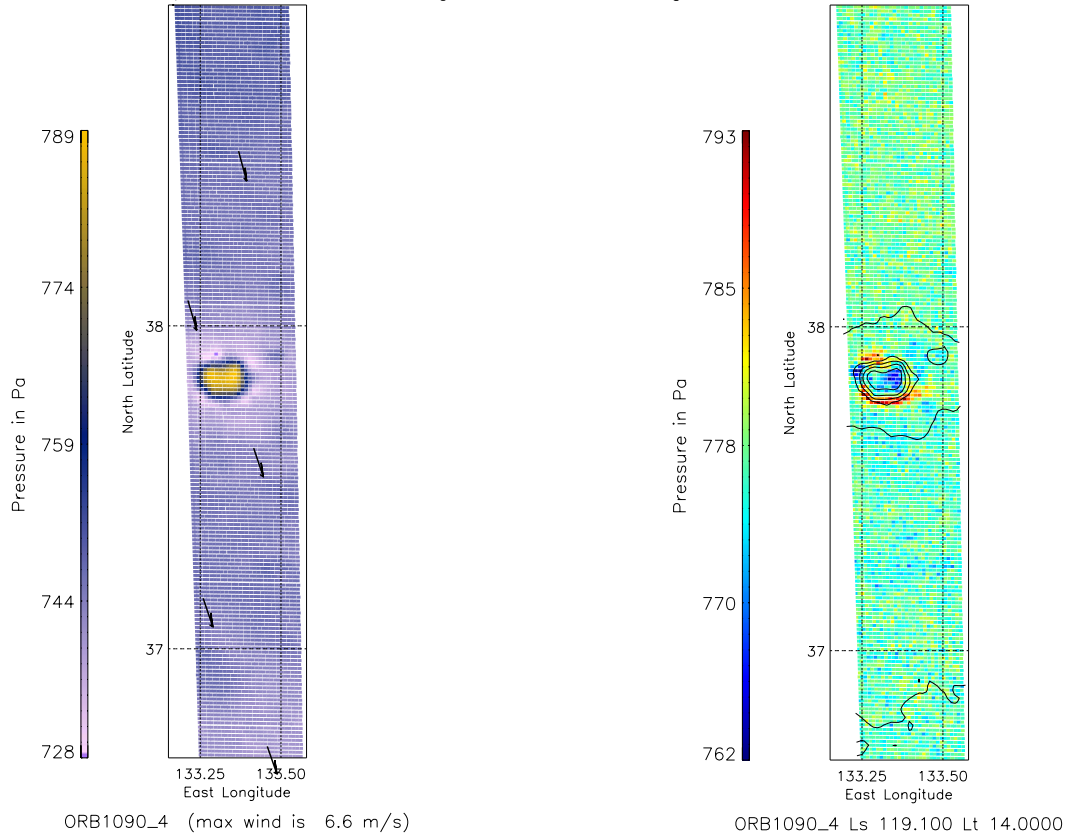 789
774
759
744
728
Pressure in Pa
North Latitude
38
37
133.25 133.50
East Longitude
ORB1090_4 (max wind is 6.6 m/s)
793
785
778
770
762
Pressure in Pa
North Latitude
38
37
133.25 133.50
East Longitude
ORB1090_4 Ls 119.100 Lt 14.0000